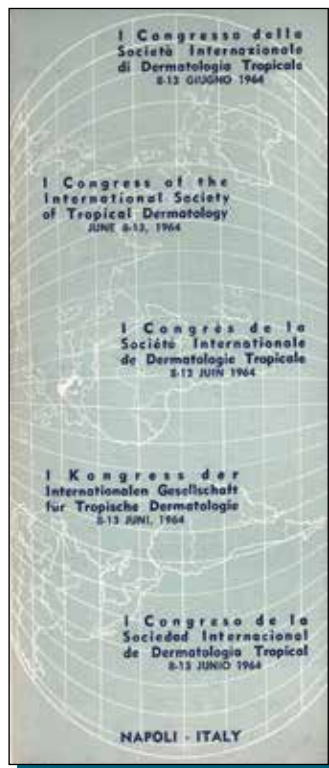 I Congresso della
Società Internazionale
di Dermatologia Tropicale
8-13 GIUGNO 1964
I Congress of the
International Society
of Tropical Dermatology
JUNE 8-13, 1964
I Congrès de la
Société Internationale
de Dermatologie Tropicale
8-13 JUIN 1964
I Kongress der
Internationalen Gesellschaft
für Tropische Dermatologie
8-13 JUNI, 1964
I Congreso de la
Sociedad Internacional
de Dermatologia Tropical
8-13 JUNIO 1964
NAPOLI - ITALY